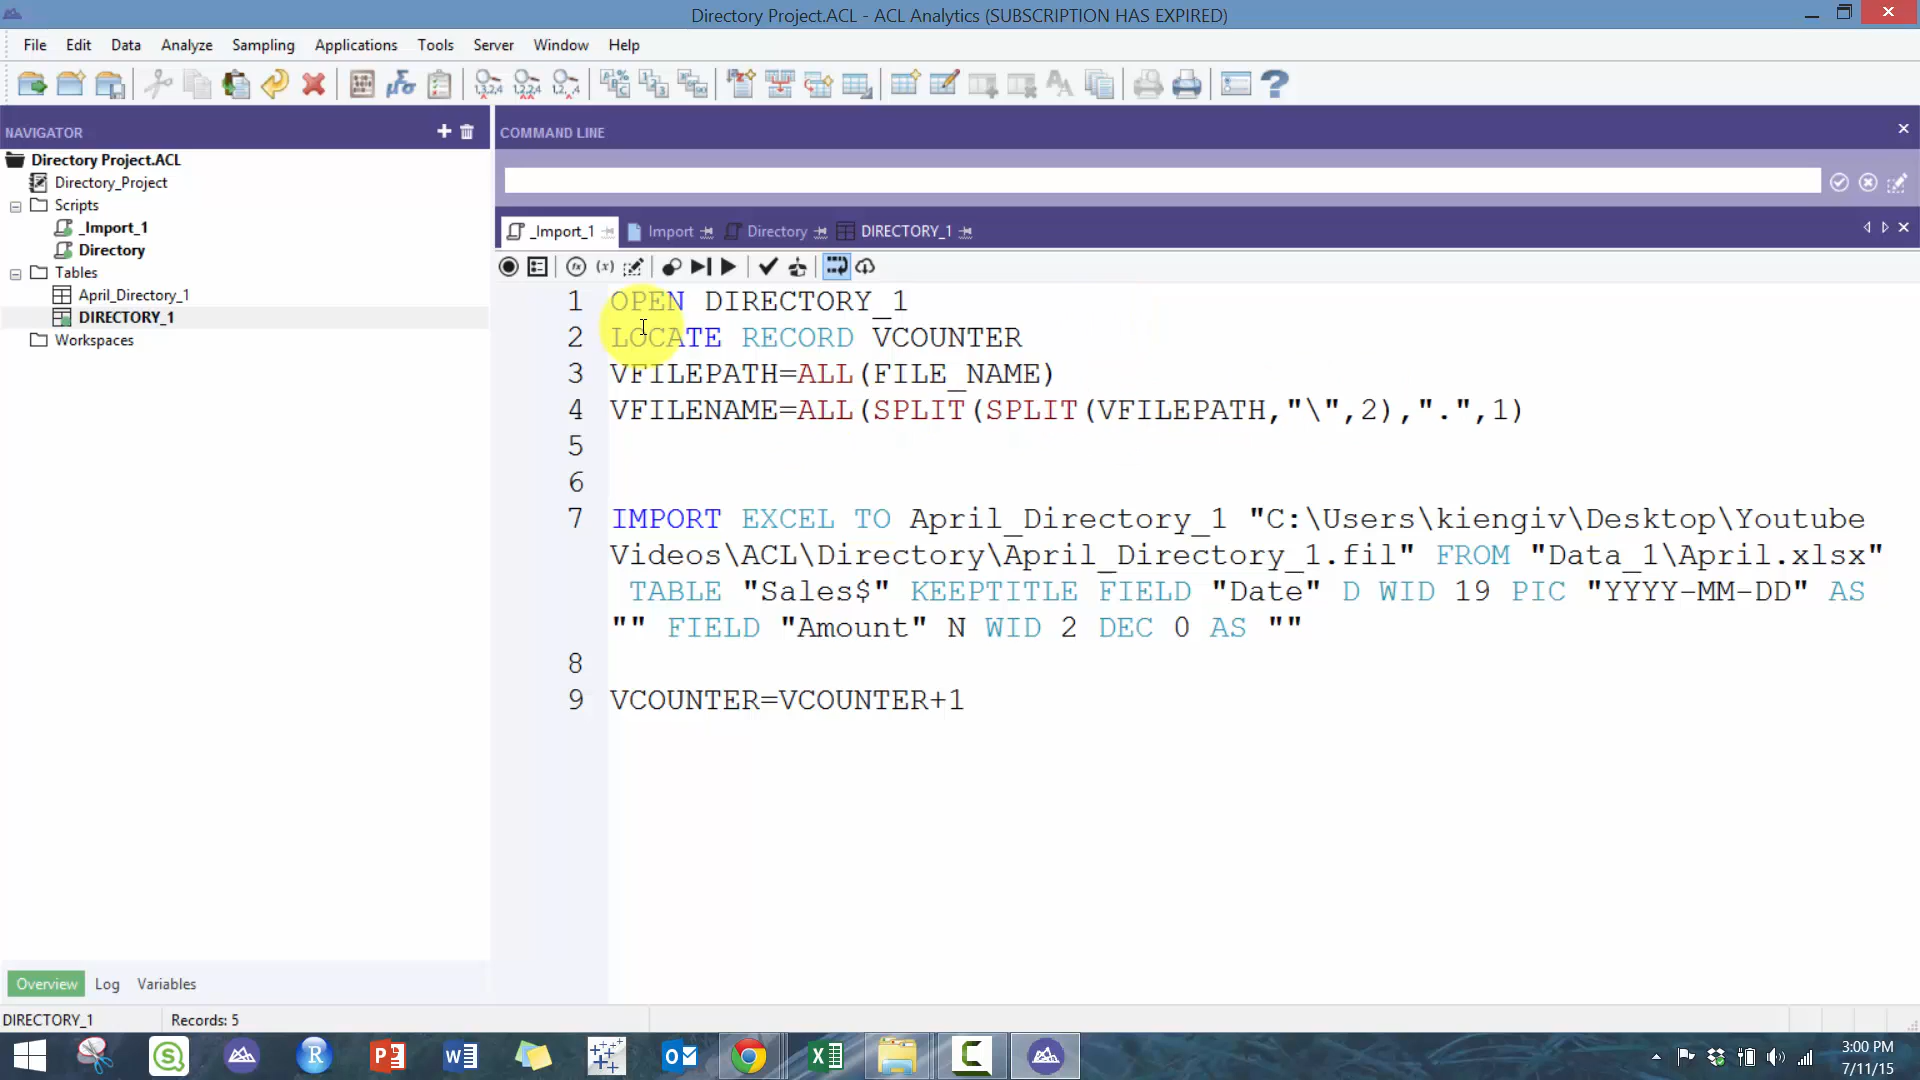 Directory Project.ACL - ACL Analytics (SUBSCRIPTION HAS EXPIRED)
File Edit Data Analyze Sampling Applications Tools Server Window Help
NAVIGATOR
COMMAND LINE
Directory Project.ACL
Directory_Project
Scripts
_Import_1
Directory
Tables
April_Directory_1
DIRECTORY_1
Workspaces
_Import_1 Import Directory DIRECTORY_1
1 OPEN DIRECTORY_1
2 LOCATE RECORD VCOUNTER
3 VFILEPATH=ALL(FILE_NAME)
4 VFILENAME=ALL(SPLIT(SPLIT(VFILEPATH,"\",2),".",1)
5
6
7 IMPORT EXCEL TO April_Directory_1 "C:\Users\kiengiv\Desktop\Youtube
Videos\ACL\Directory\April_Directory_1.fil" FROM "Data_1\April.xlsx"
TABLE "Sales$" KEEPTITLE FIELD "Date" D WID 19 PIC "YYYY-MM-DD" AS
"" FIELD "Amount" N WID 2 DEC 0 AS ""
8
9 VCOUNTER=VCOUNTER+1
Overview Log Variables
DIRECTORY_1 Records: 5
3:00 PM
7/11/15